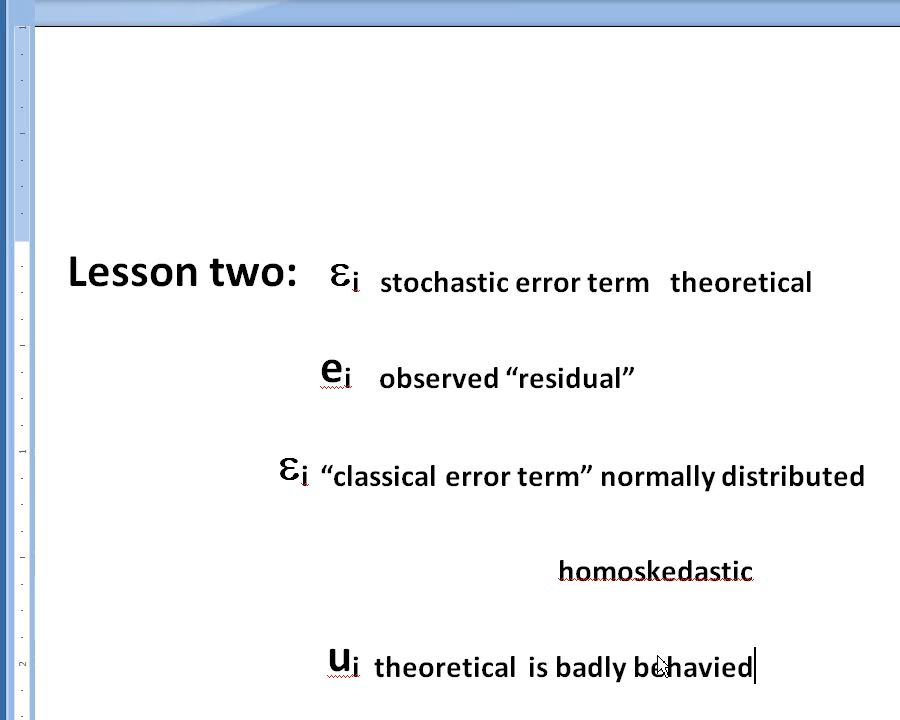 Lesson two: εi stochastic error term theoretical
ei observed “residual”
εi “classical error term” normally distributed
homoskedastic
ui theoretical is badly behavied